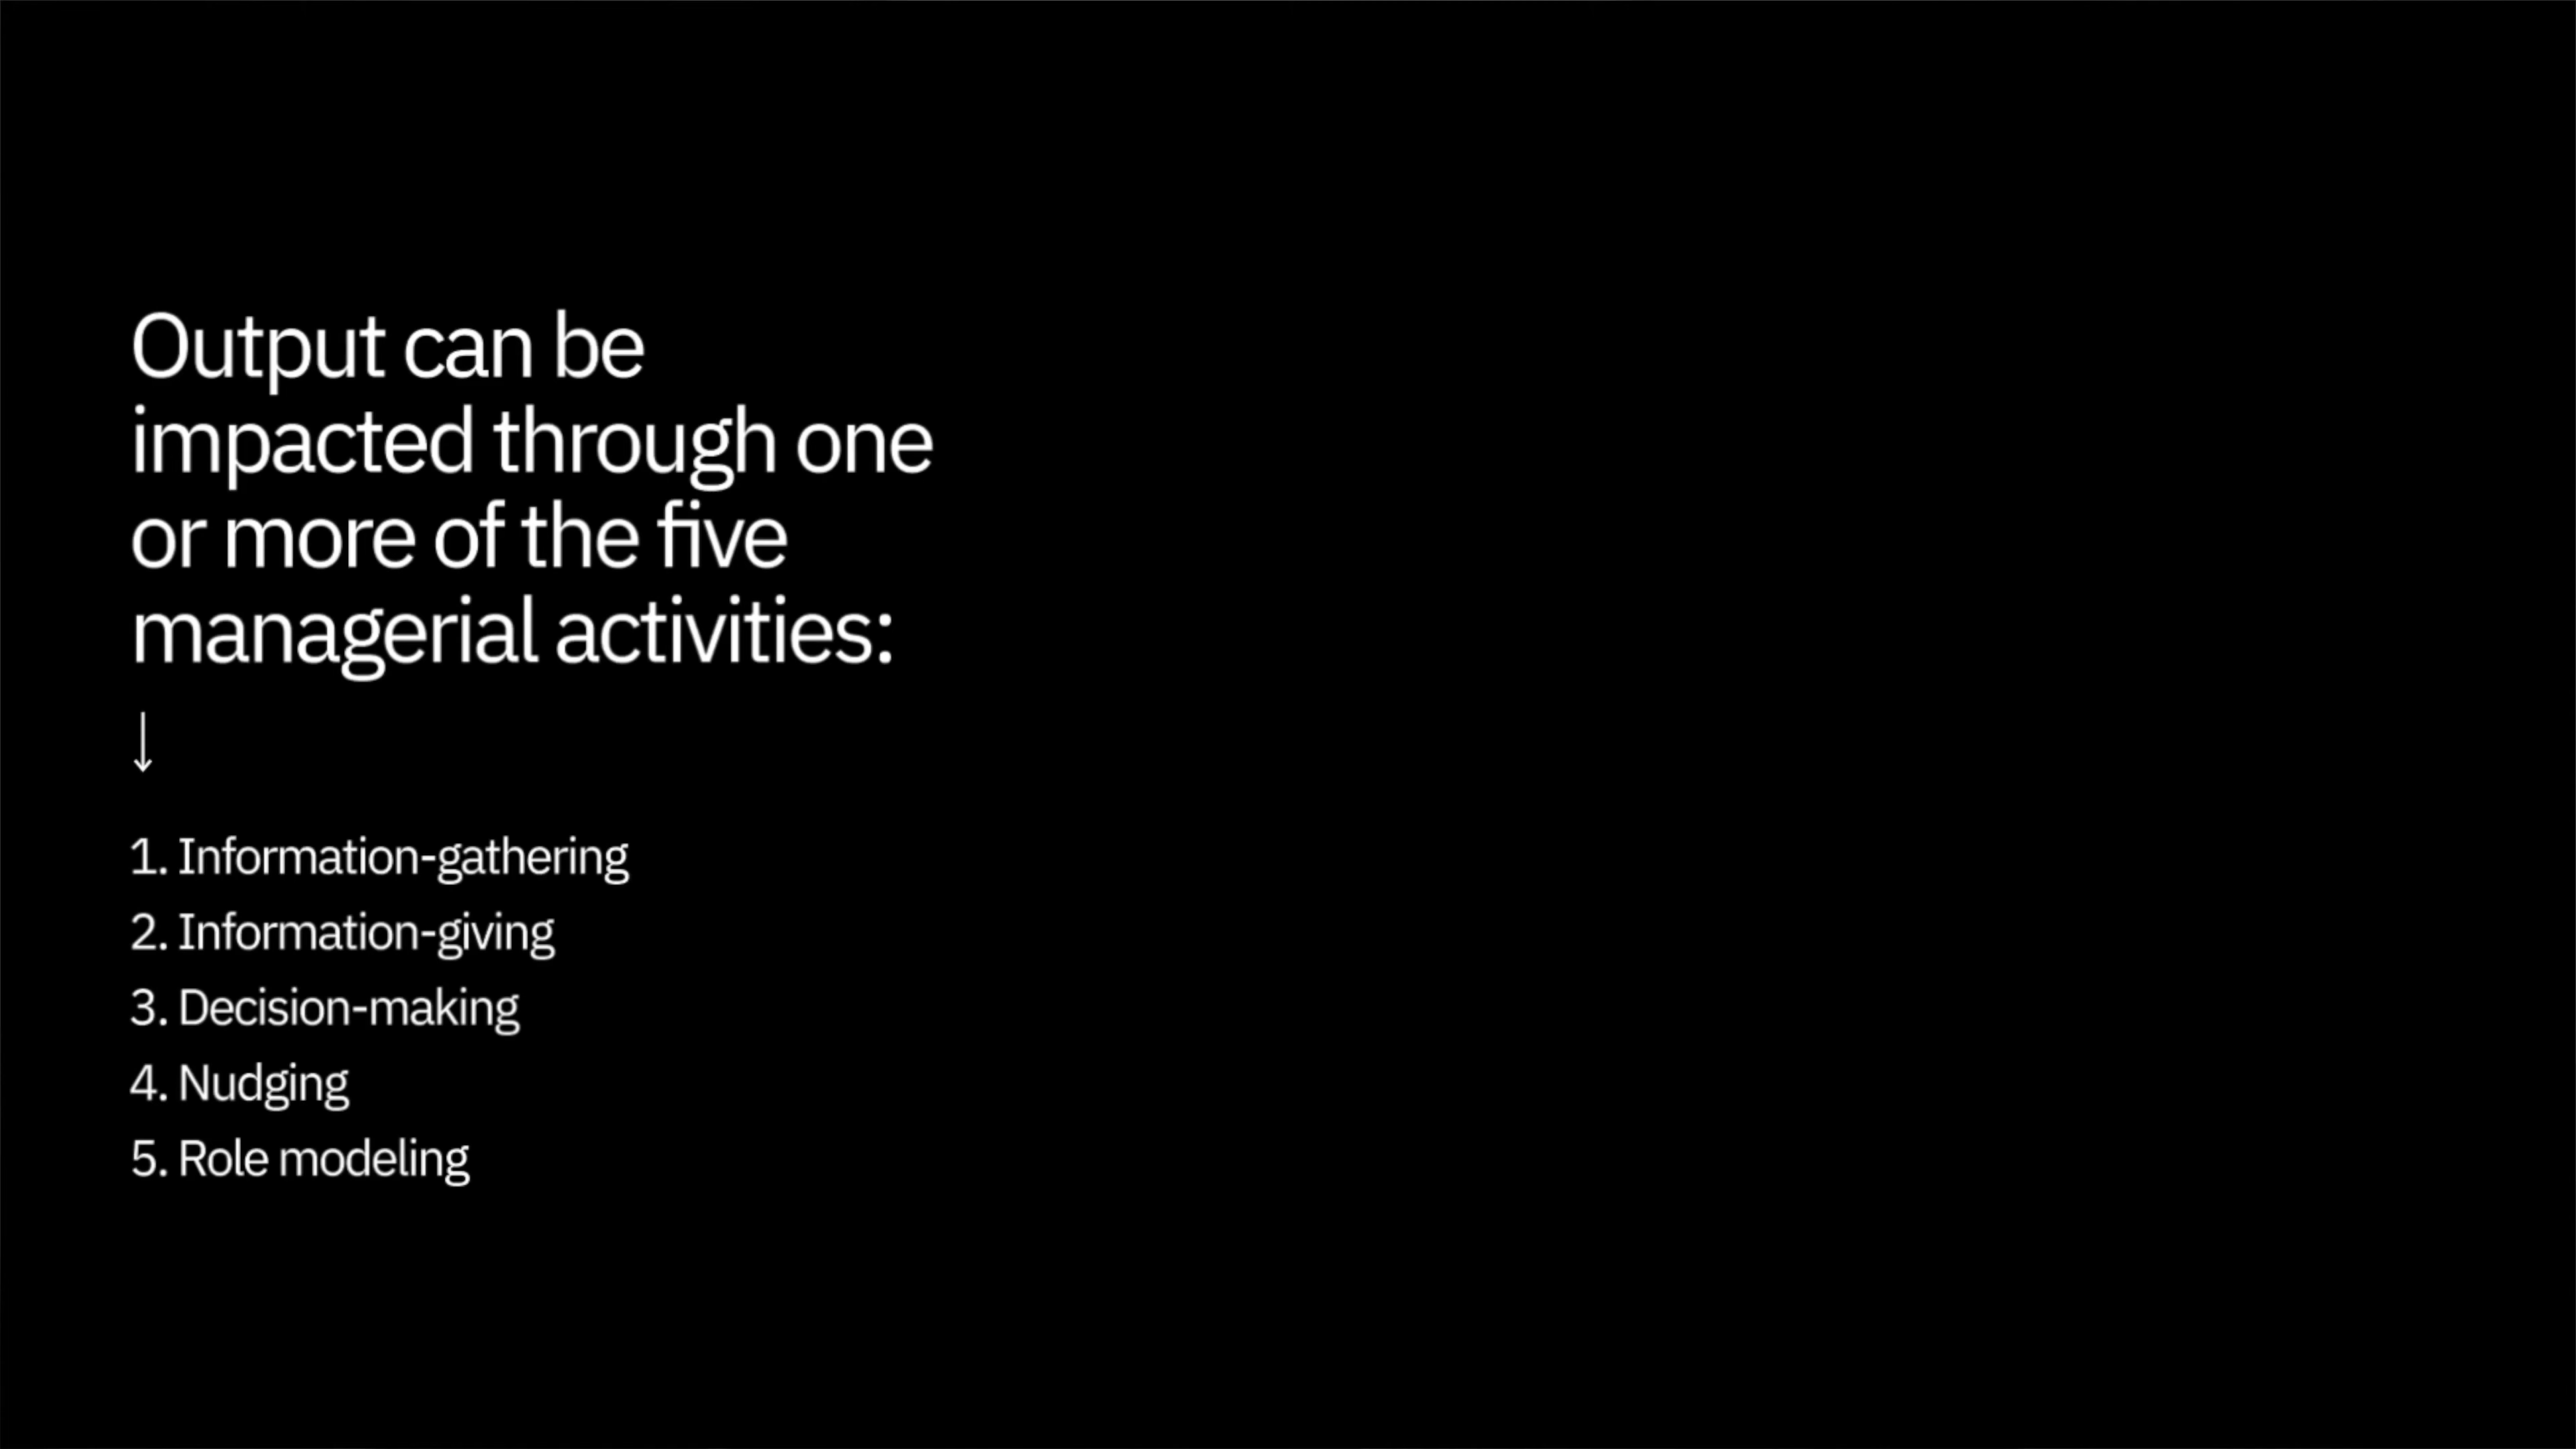 Output can be
impacted through one
or more of the five
managerial activities:
↓
1. Information-gathering
2. Information-giving
3. Decision-making
4. Nudging
5. Role modeling